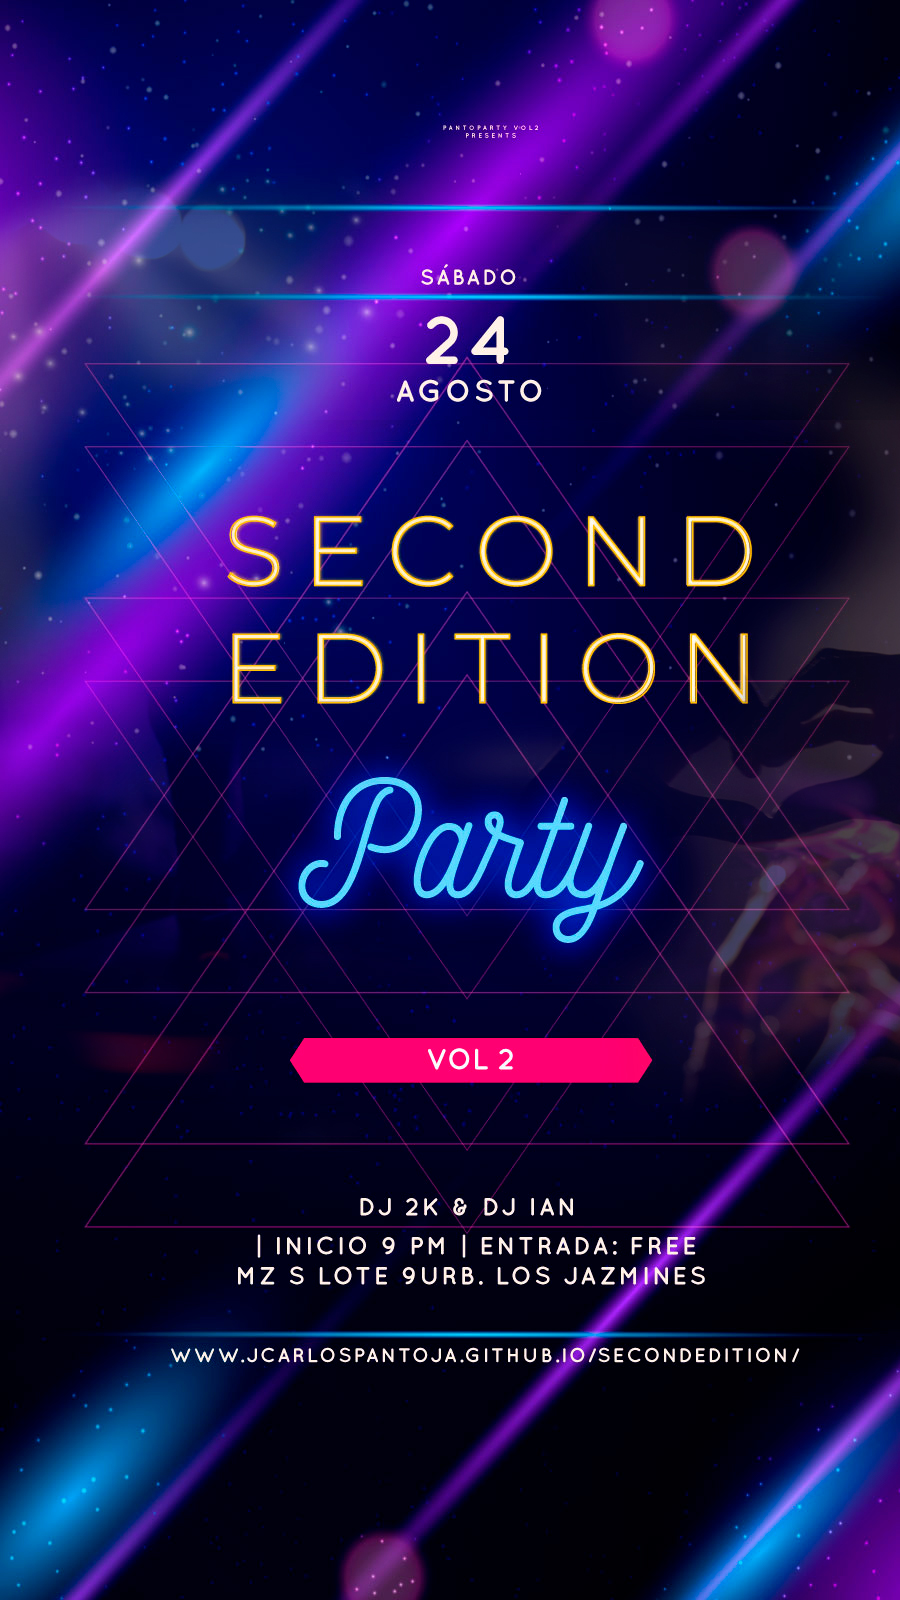 PANTOPARTY VOL2
PRESENTS
SÁBADO
24
AGOSTO
SECOND
EDITION
Party
VOL 2
DJ 2K & DJ IAN
| INICIO 9 PM | ENTRADA: FREE
MZ S LOTE 9URB. LOS JAZMINES
WWW.JCARLOSPANTOJA.GITHUB.IO/SECONDEDITION/